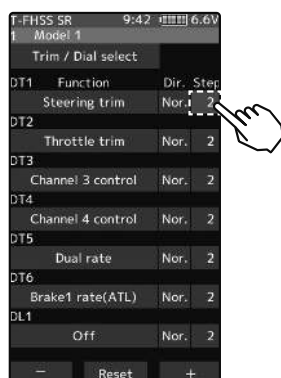 T-FHSS SR 9:42 6.6V
1 Model 1
Trim / Dial select
DT1 Function Dir. Step
Steering trim Nor. 2
DT2
Throttle trim Nor. 2
DT3
Channel 3 control Nor. 2
DT4
Channel 4 control Nor. 2
DT5
Dual rate Nor. 2
DT6
Brake1 rate(ATL) Nor. 2
DL1
Off Nor. 2
− Reset +